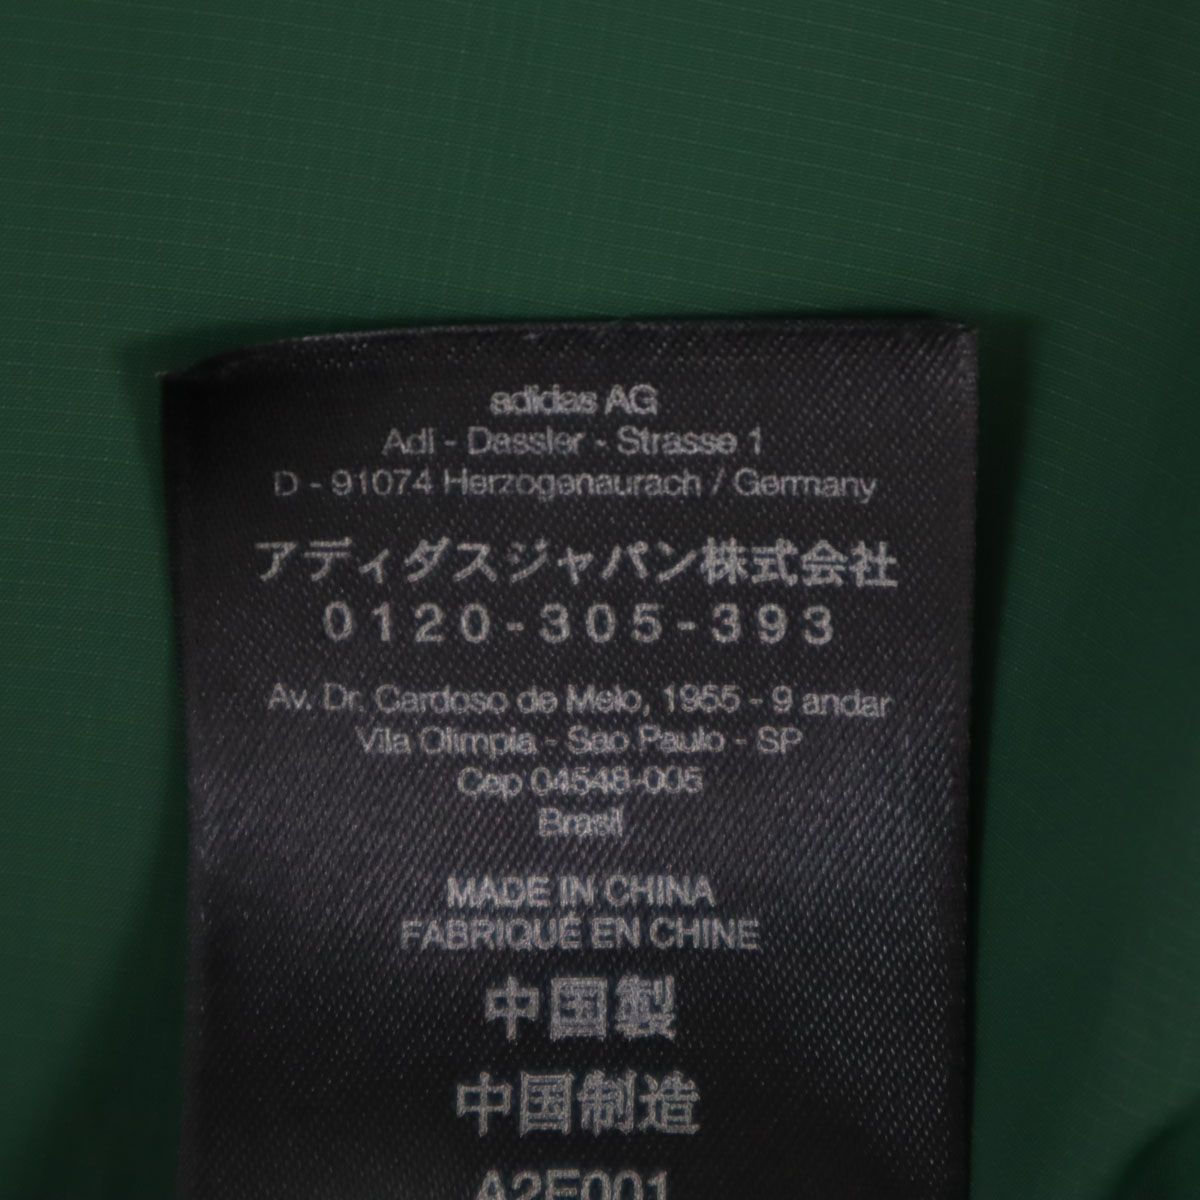 adidas AG
Adi - Dassler - Strasse 1
D - 91074 Herzogenaurach / Germany
アディダスジャパン株式会社
0120-305-393
Av. Dr. Cardoso de Melo, 1955 - 9 andar
Vila Olimpia - Sao Paulo - SP
Cep 04548-005
Brasil
MADE IN CHINA
FABRIQUÉ EN CHINE
中国製
中国制造
A2F001